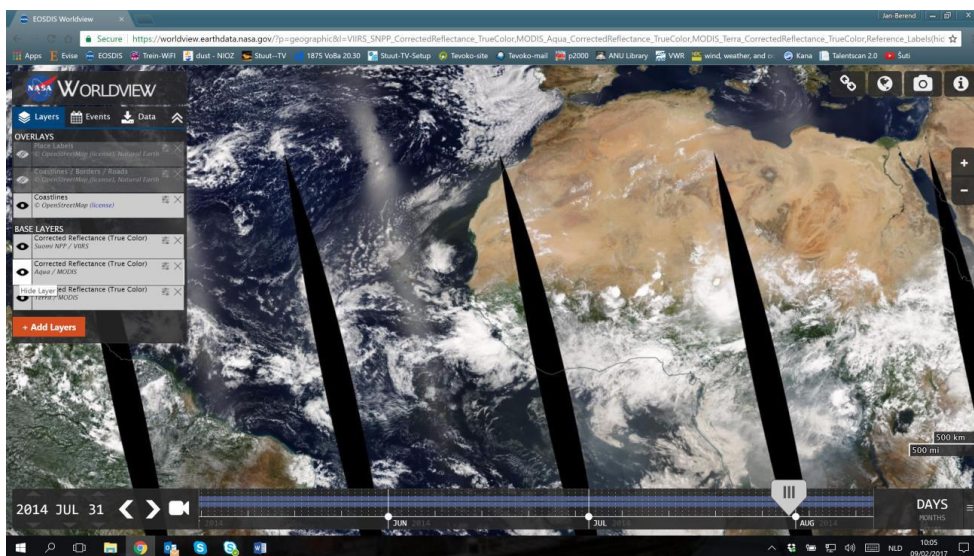 EOSDIS Worldview
Jan-Berend
Secure | https://worldview.earthdata.nasa.gov/?p=geographic&l=VIIRS_SNPP_CorrectedReflectance_TrueColor,MODIS_Aqua_CorrectedReflectance_TrueColor,MODIS_Terra_CorrectedReflectance_TrueColor,Reference_Labels(hic
Apps Evise EOSDIS Trein-WiFi dust - NIOZ Stuut--TV 1875 VoBa 20.30 Stuut-TV-Setup Tevoko-site Tevoko-mail p2000 ANU Library VWR wind, weather, and c Kana Talentscan 2.0 Šuti
NASA WORLDVIEW
Layers Events Data
OVERLAYS
Place Labels
© OpenStreetMap (license), Natural Earth
Coastlines / Borders / Roads
© OpenStreetMap (license), Natural Earth
Coastlines
© OpenStreetMap (license)
BASE LAYERS
Corrected Reflectance (True Color)
Suomi NPP / VIIRS
Corrected Reflectance (True Color)
Aqua / MODIS
Hide Layer
ed Reflectance (True Color)
Terra / MODIS
+ Add Layers
+
-
500 km
500 mi
2014 JUL 31
2014
JUN 2014
JUL 2014
AUG 2014
DAYS
MONTHS
NLD
10:05
09/02/2017